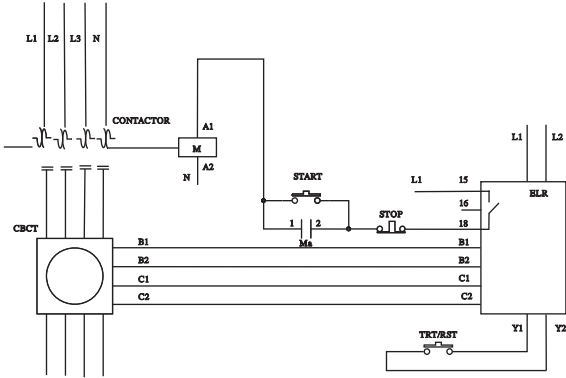 L1 L2 L3 N
CONTACTOR
A1
M
A2
N
L1 L2
START
L1 15 ELR
16
STOP
1 2 18
Ma
CBCT
B1 B1
B2 B2
C1 C1
C2 C2
Y1 Y2
TRT/RST